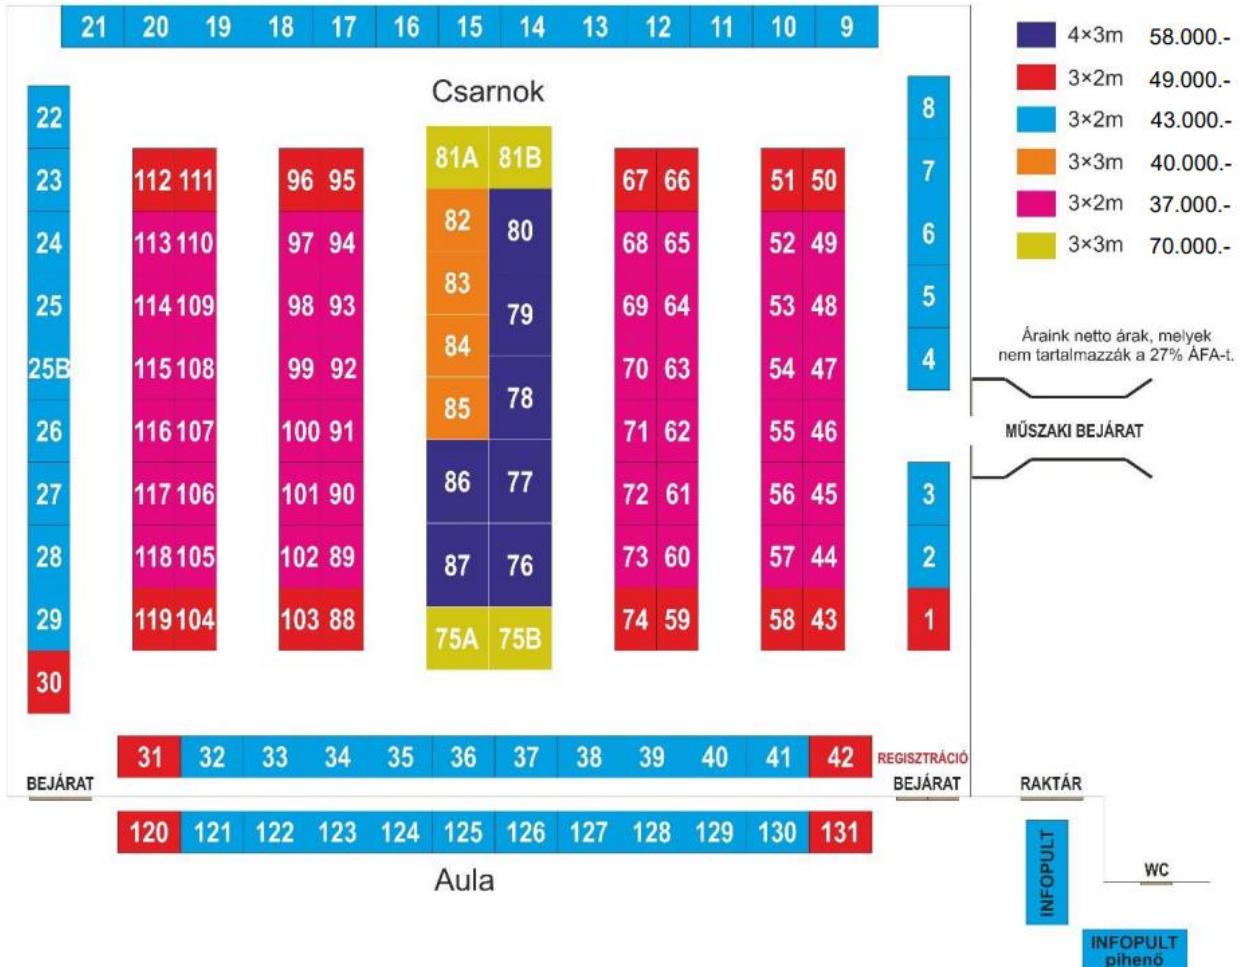 21 20 19 18 17 16 15 14 13 12 11 10 9
4×3m 58.000.-
3×2m 49.000.-
3×2m 43.000.-
3×3m 40.000.-
3×2m 37.000.-
3×3m 70.000.-
Csarnok
22 8
81A 81B
23 112 111 96 95 67 66 51 50 7
82
24 113 110 97 94 80 68 65 52 49 6
83
25 114 109 98 93 79 69 64 53 48 5
84
25B 115 108 99 92 70 63 54 47 4
85 78
26 116 107 100 91 71 62 55 46
86 77
27 117 106 101 90 72 61 56 45 3
28 118 105 102 89 87 76 73 60 57 44 2
29 119 104 103 88 75A 75B 74 59 58 43 1
30
Áraink netto árak, melyek
nem tartalmazzák a 27% ÁFA-t.
MŰSZAKI BEJÁRAT
31 32 33 34 35 36 37 38 39 40 41 42 REGISZTRÁCIÓ
BEJÁRAT BEJÁRAT RAKTÁR
120 121 122 123 124 125 126 127 128 129 130 131
Aula
INFOPULT
WC
INFOPULT
pihenő